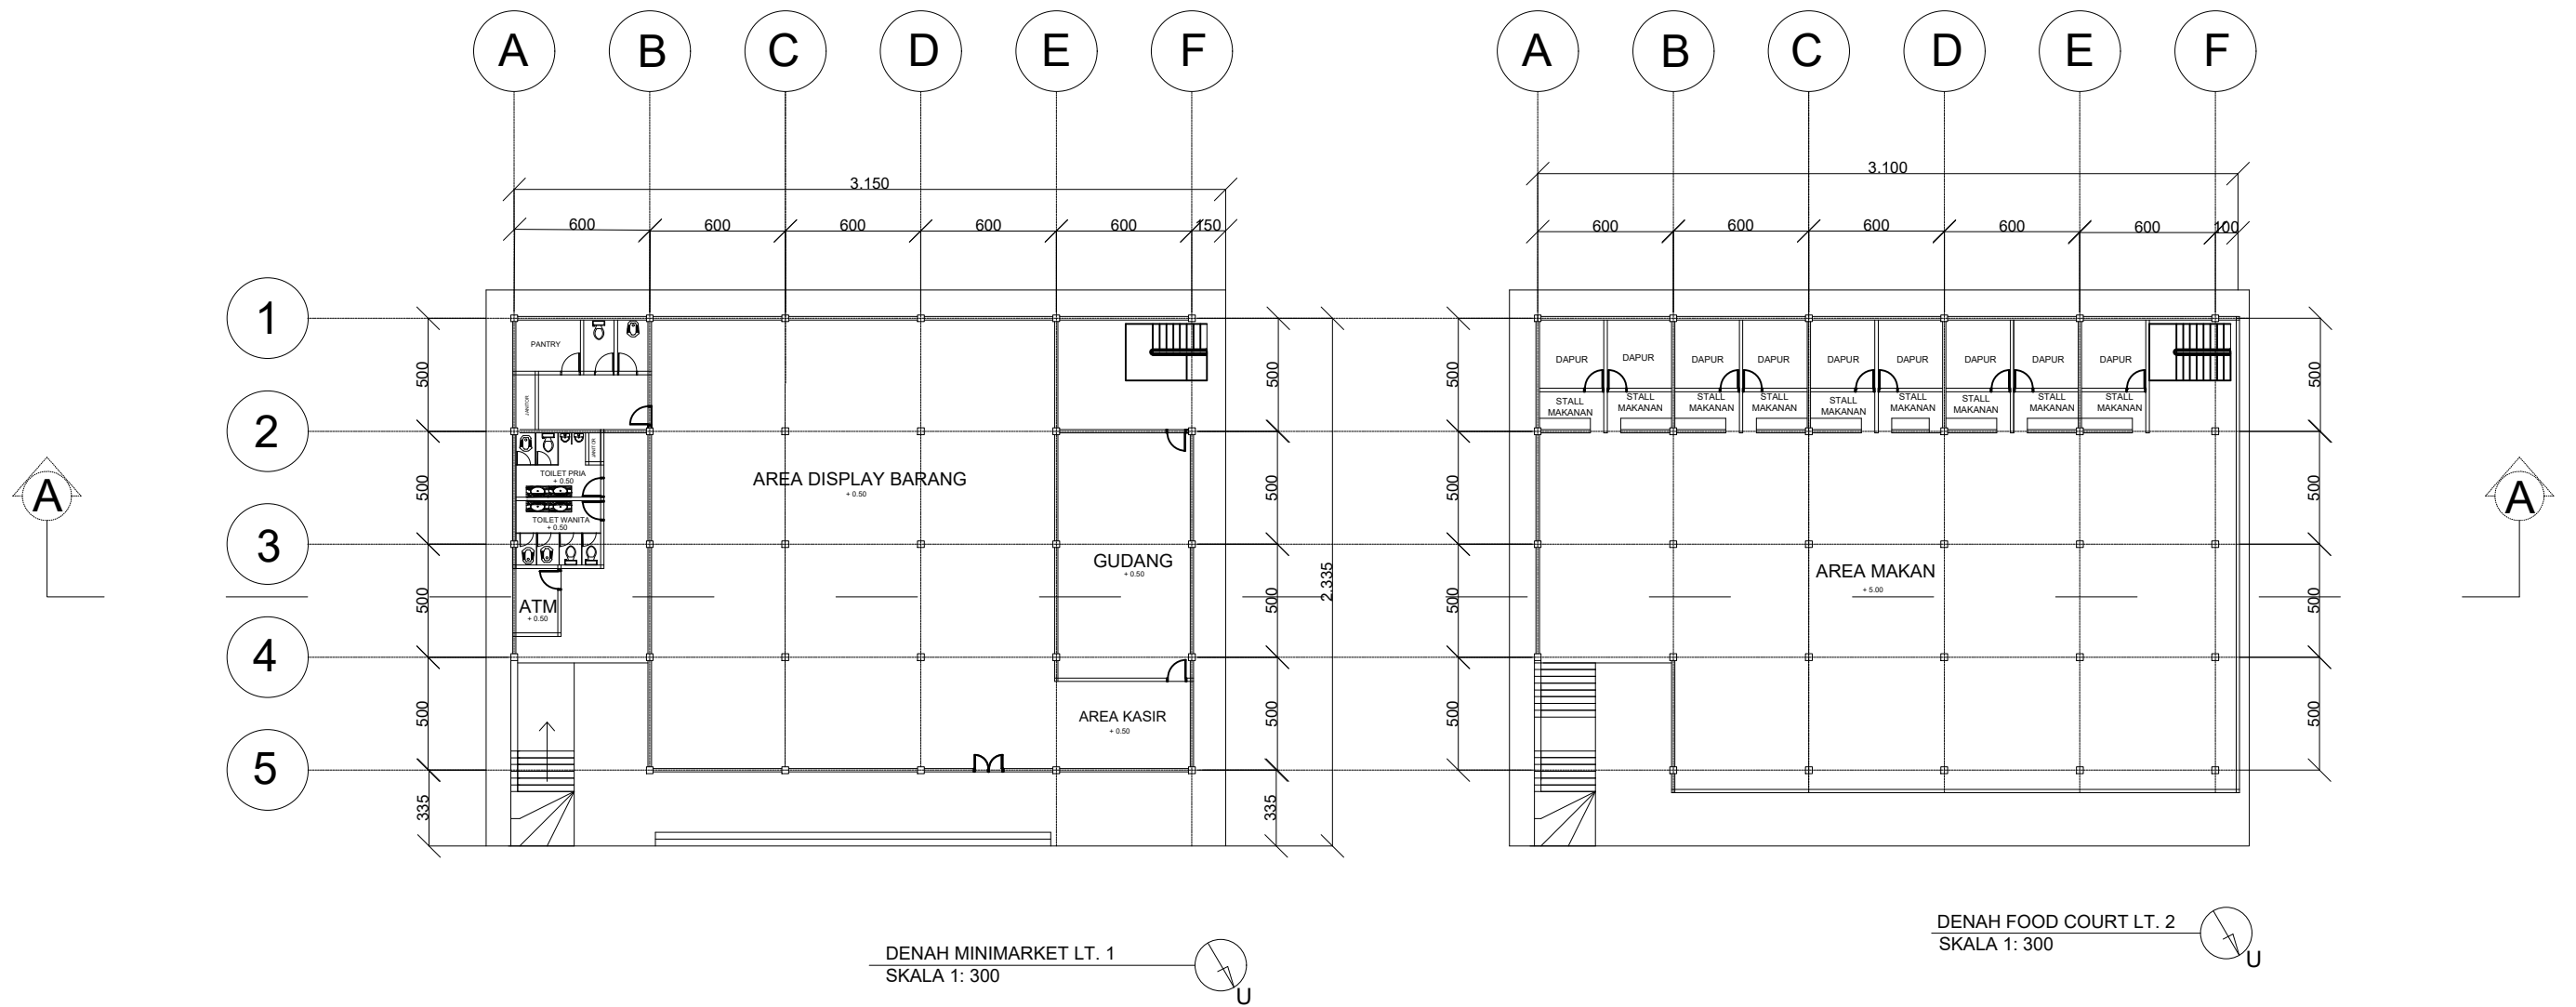 A B C D E F
3.150
600 600 600 600 600 150
1
2
3
4
5
500
500
500
500
335
500
500
500
500
335
2.335
A
PANTRY
TOILET PRIA
+ 0.50
TOILET WANITA
+ 0.50
ATM
+ 0.50
AREA DISPLAY BARANG
+ 0.50
GUDANG
+ 0.50
AREA KASIR
+ 0.50
DENAH MINIMARKET LT. 1
SKALA 1: 300
U
A B C D E F
3.100
600 600 600 600 600 100
500
500
500
500
500
500
500
500
DAPUR DAPUR DAPUR DAPUR DAPUR DAPUR DAPUR DAPUR DAPUR
STALL STALL STALL STALL STALL STALL STALL STALL STALL
MAKANAN MAKANAN MAKANAN MAKANAN MAKANAN MAKANAN MAKANAN MAKANAN MAKANAN
AREA MAKAN
+ 5.00
A
DENAH FOOD COURT LT. 2
SKALA 1: 300
U